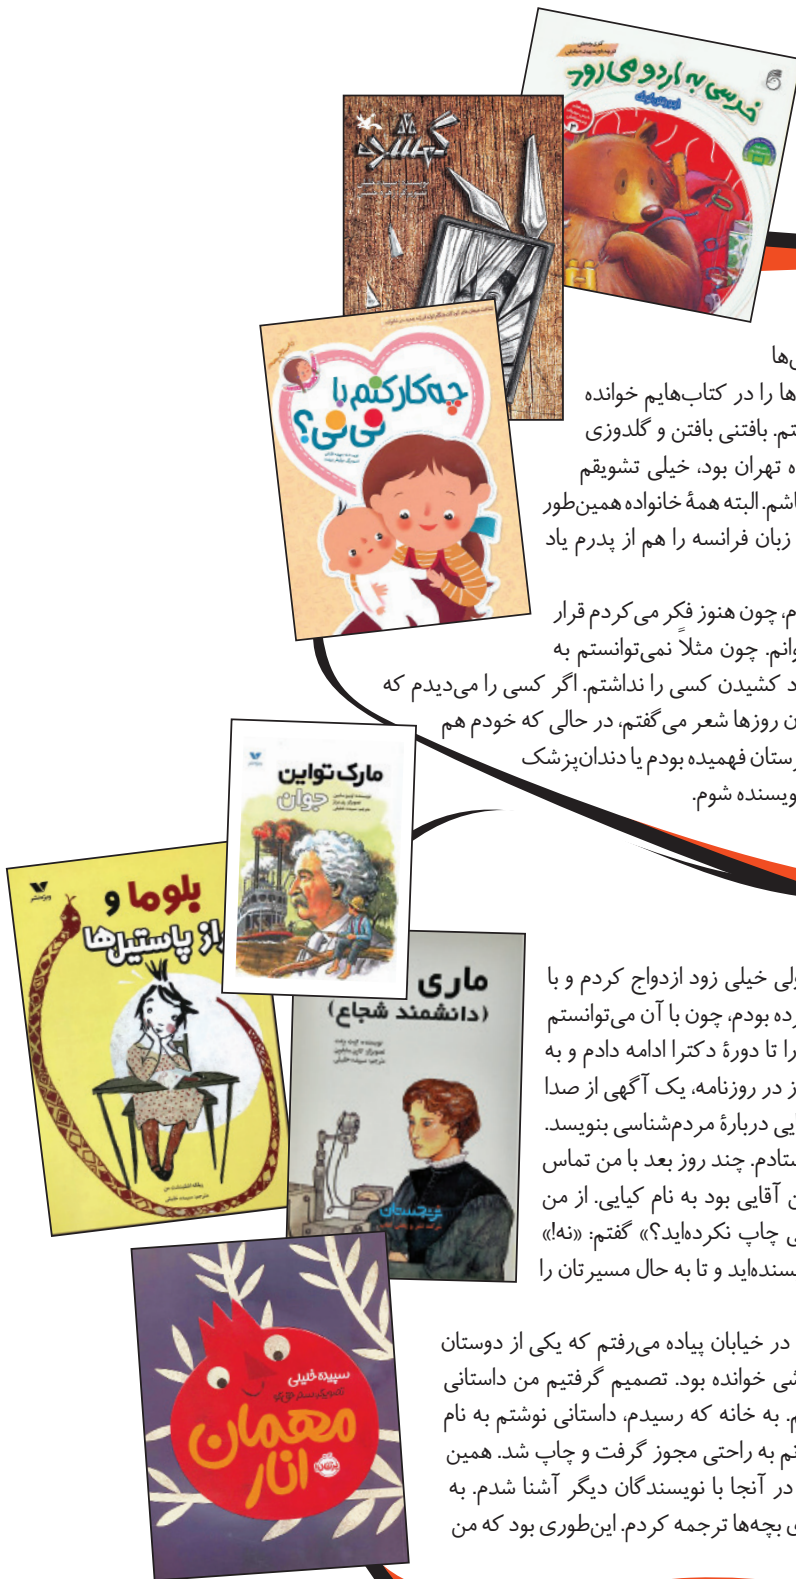 خرسی به اردو می‌رود
گمشده
چه‌کار کنم با
نی‌نی؟
ها را در کتاب‌هایم خوانده
تم. بافتنی بافتن و گلدوزی
ه تهران بود، خیلی تشویقم
اشم. البته همهٔ خانواده همین‌طور
زبان فرانسه را هم از پدرم یاد
م، چون هنوز فکر می‌کردم قرار
وانم. چون مثلاً نمی‌توانستم به
د کشیدن کسی را نداشتم. اگر کسی را می‌دیدم که
ن روزها شعر می‌گفتم، در حالی که خودم هم
رستان فهمیده بودم یا دندان‌پزشک
ویسنده شوم.
مارک تواین
جوان
بلوما و
راز پاستیل‌ها
ماری
(دانشمند شجاع)
ولی خیلی زود ازدواج کردم و با
رده بودم، چون با آن می‌توانستم
را تا دورهٔ دکترا ادامه دادم و به
ز در روزنامه، یک آگهی از صدا
ایی دربارهٔ مردم‌شناسی بنویسد.
ستادم. چند روز بعد با من تماس
ن آقایی بود به نام کیایی. از من
ی چاپ نکرده‌اید؟» گفتم: «نه!»
سنده‌اید و تا به حال مسیرتان را
ترنجستان
سپیده خلیلی
مهمان
انار
در خیابان پیاده می‌رفتم که یکی از دوستان
شی خوانده بود. تصمیم گرفتیم من داستانی
م. به خانه که رسیدم، داستانی نوشتم به نام
نم به راحتی مجوز گرفت و چاپ شد. همین
در آنجا با نویسندگان دیگر آشنا شدم. به
ی بچه‌ها ترجمه کردم. این‌طوری بود که من